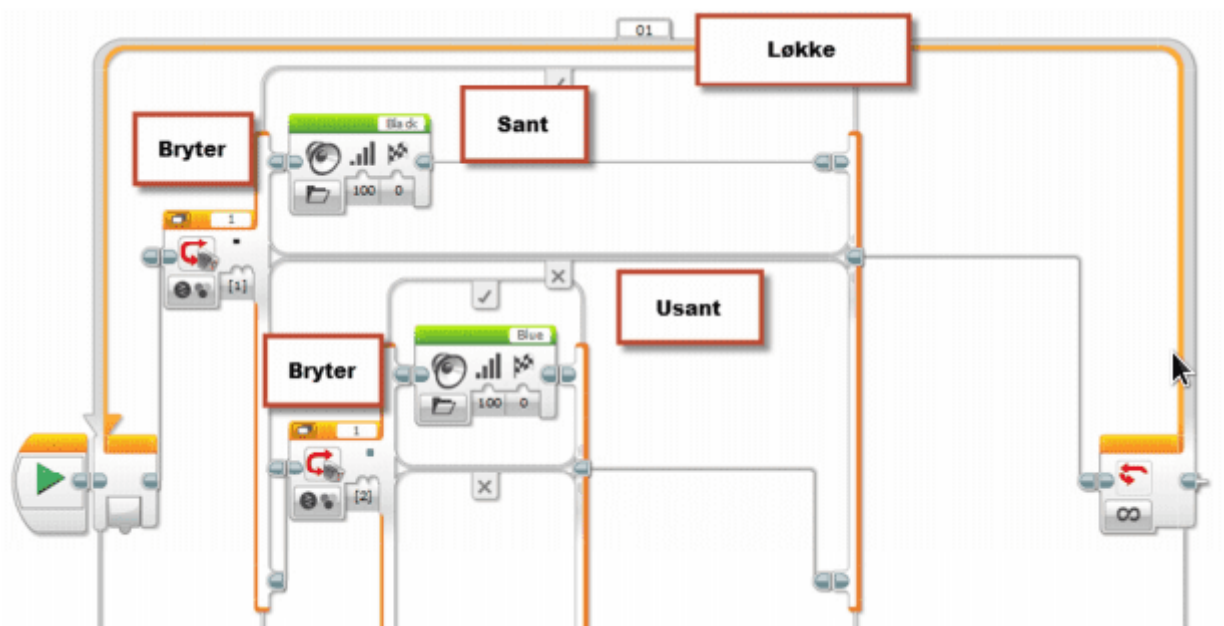 01
Løkke
Sant
Bryter
Black
100 0
1
[1]
Usant
Bryter
Blue
100 0
1
[2]
∞